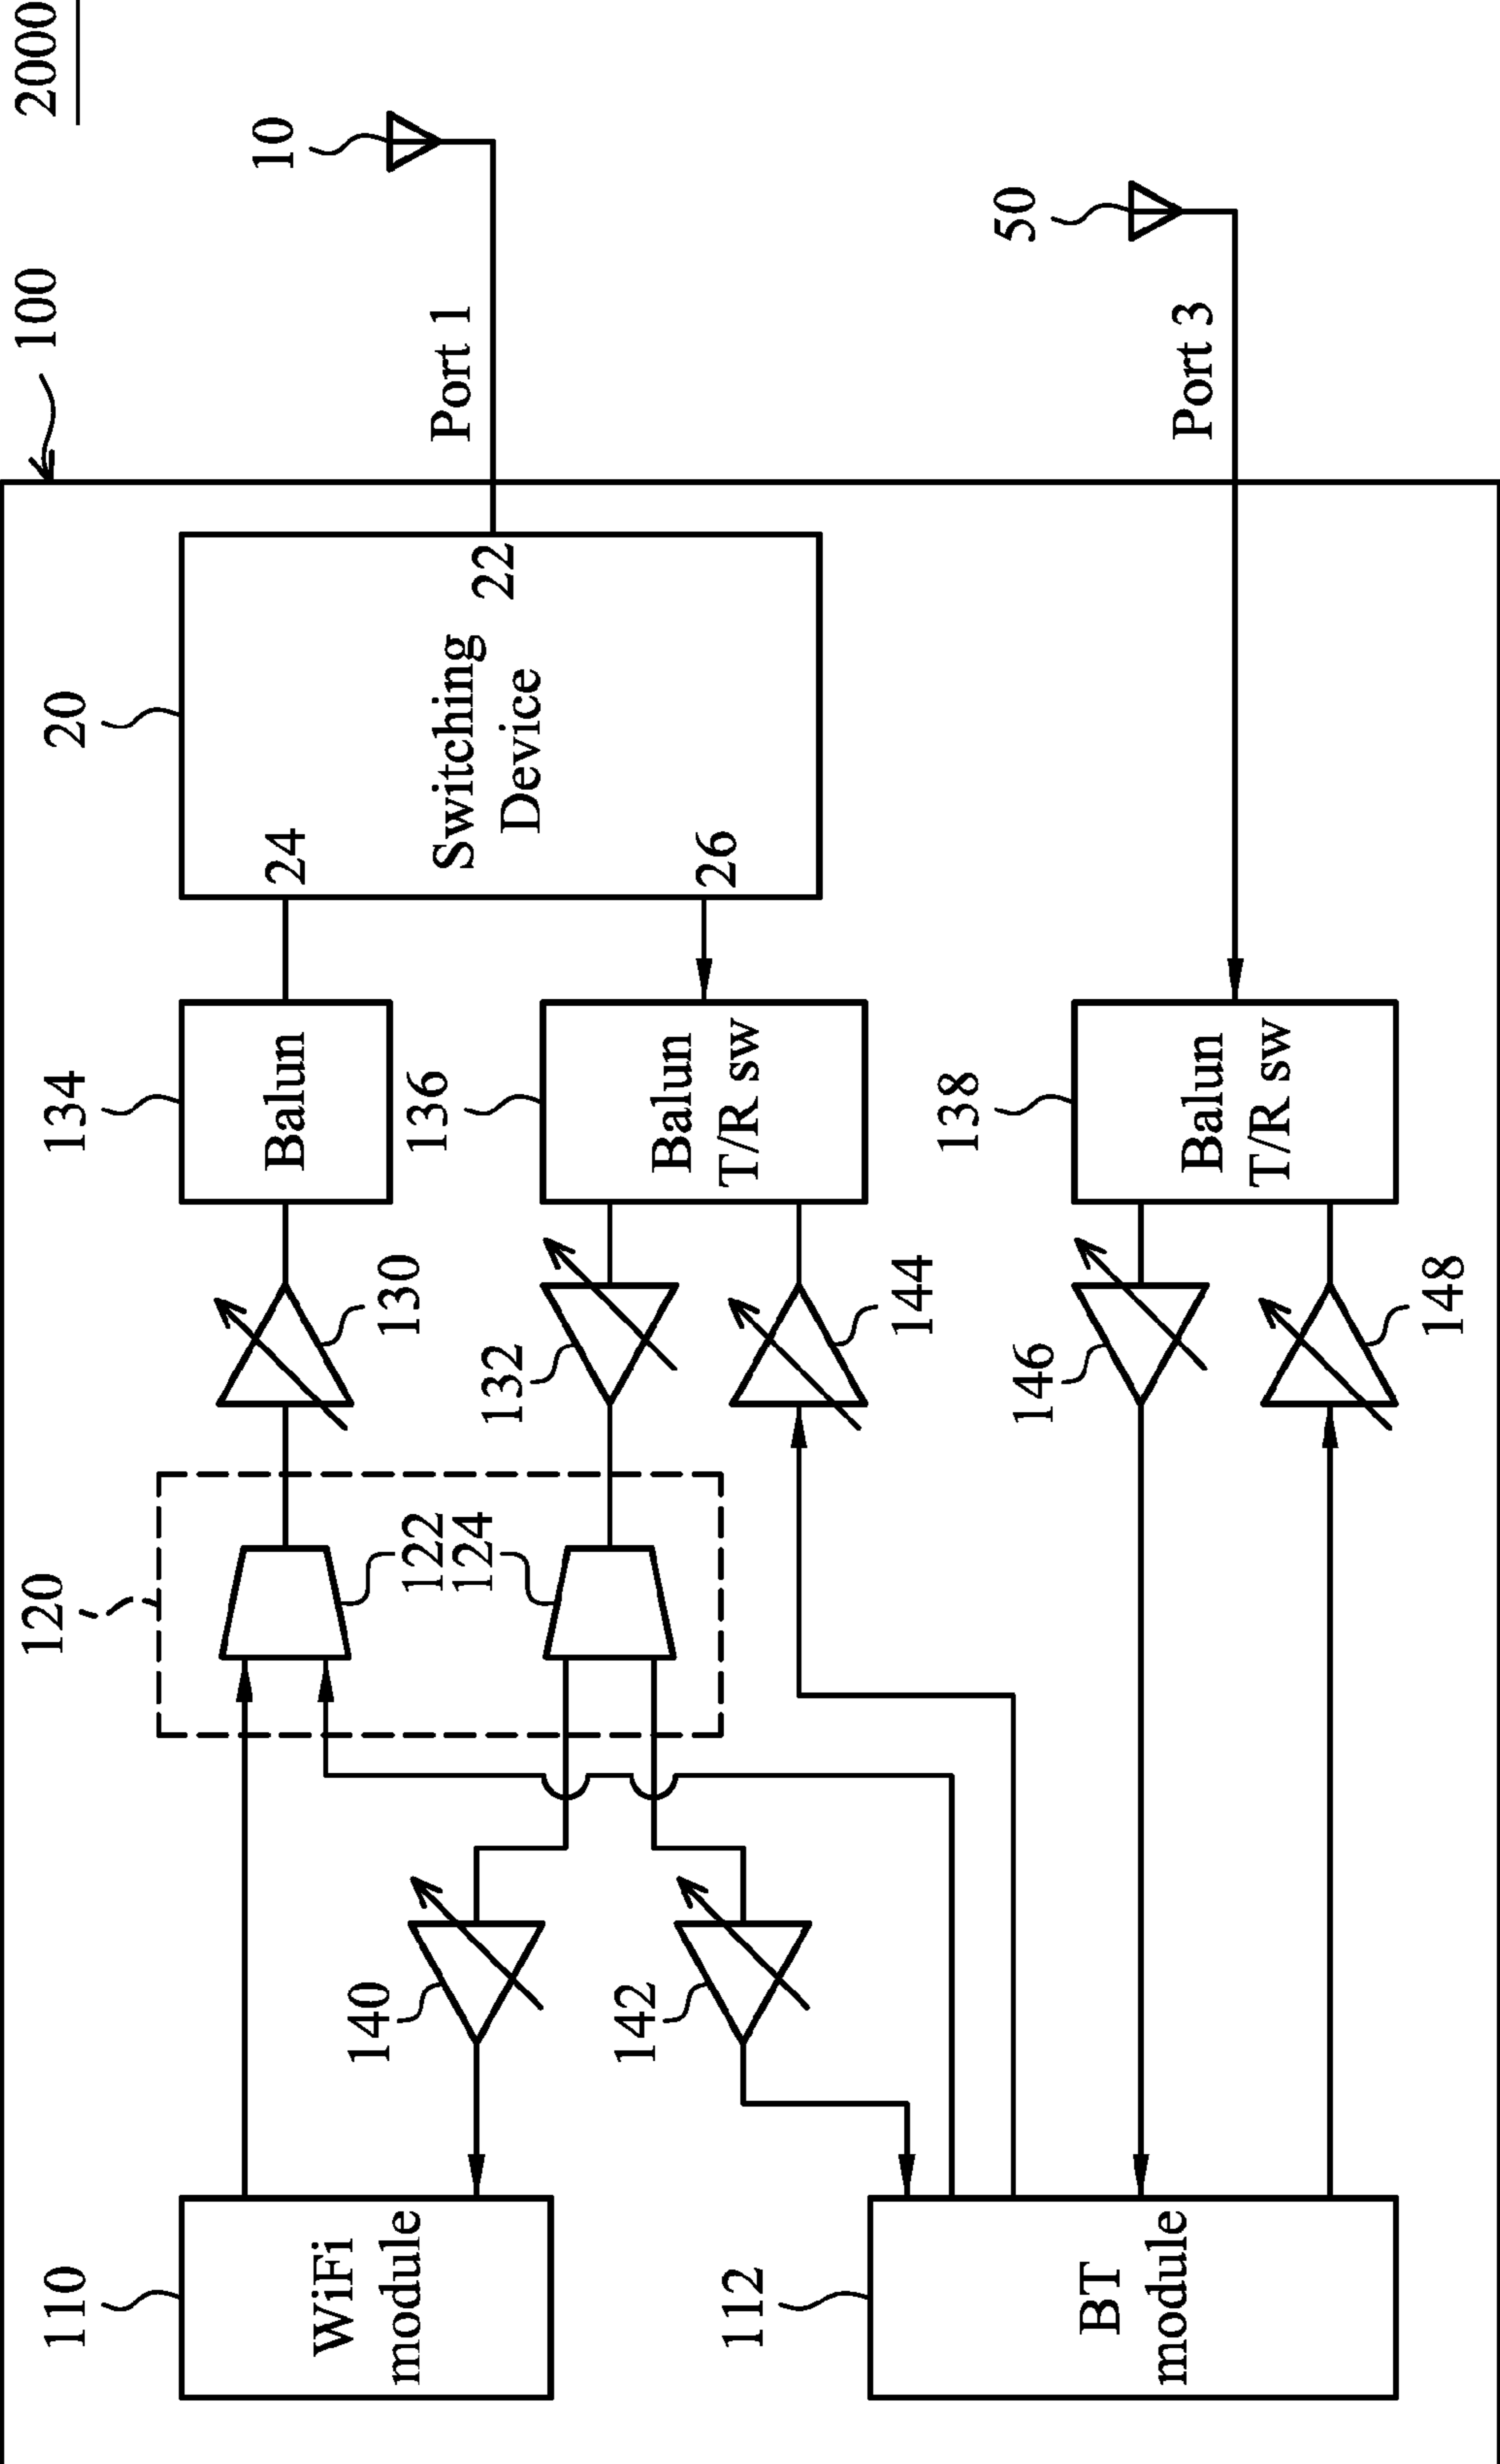 2000
100
110
WiFi
module
112
BT
module
120
122
124
140
142
130
132
144
146
148
134
Balun
136
Balun
T/R sw
138
Balun
T/R sw
20
24
Switching
Device
22
26
Port 1
10
Port 3
50